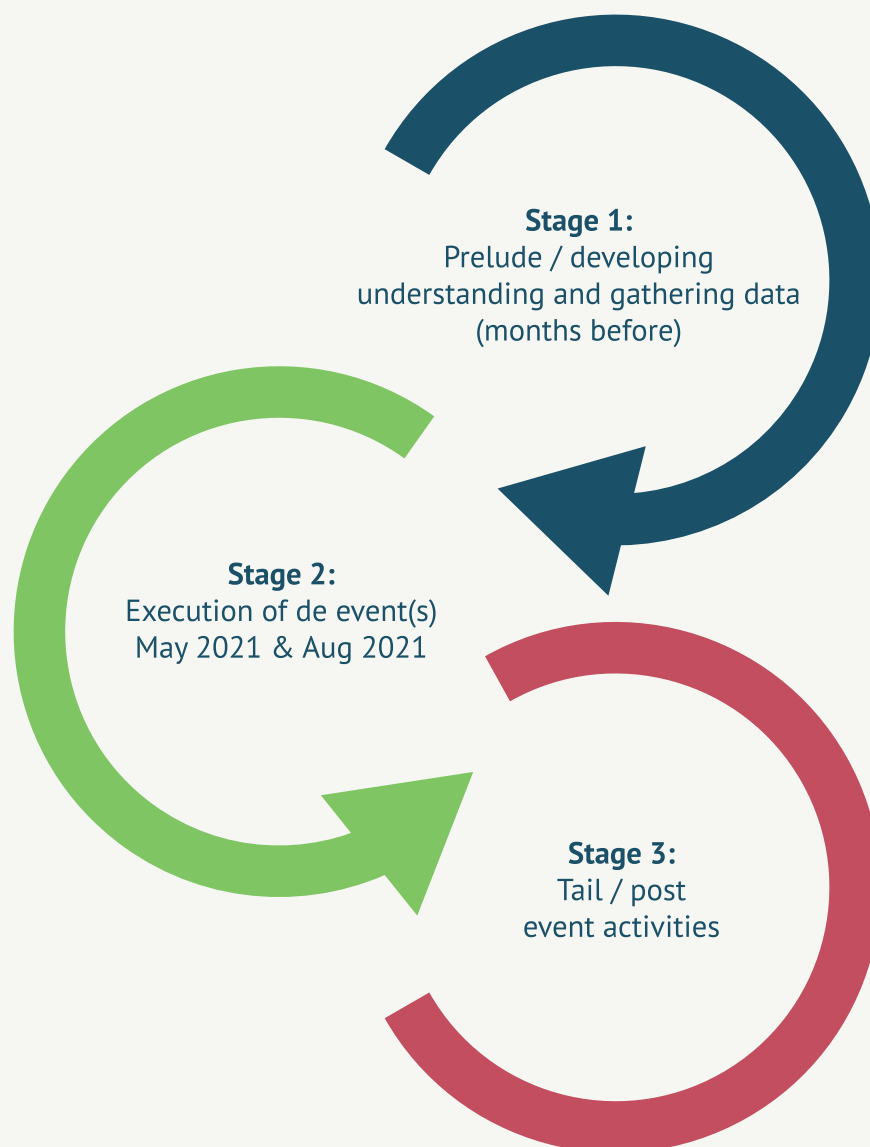 Stage 1:
Prelude / developing
understanding and gathering data
(months before)
Stage 2:
Execution of de event(s)
May 2021 & Aug 2021
Stage 3:
Tail / post
event activities